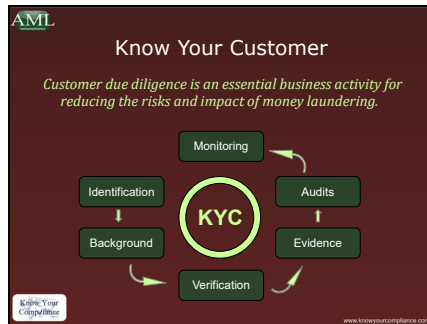 AML
Know Your Customer
Customer due diligence is an essential business activity for
reducing the risks and impact of money laundering.
Monitoring
Identification
Audits
KYC
Background
Evidence
Verification
Know Your
Compliance
www.knowyourcompliance.com